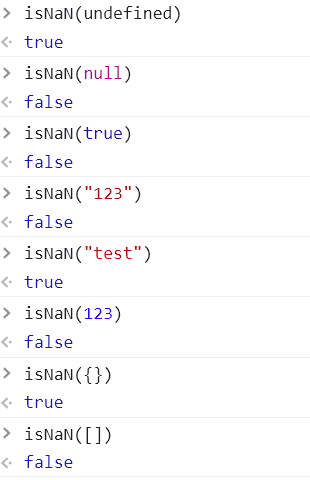 isNaN(undefined)
true
isNaN(null)
false
isNaN(true)
false
isNaN("123")
false
isNaN("test")
true
isNaN(123)
false
isNaN({})
true
isNaN([])
false